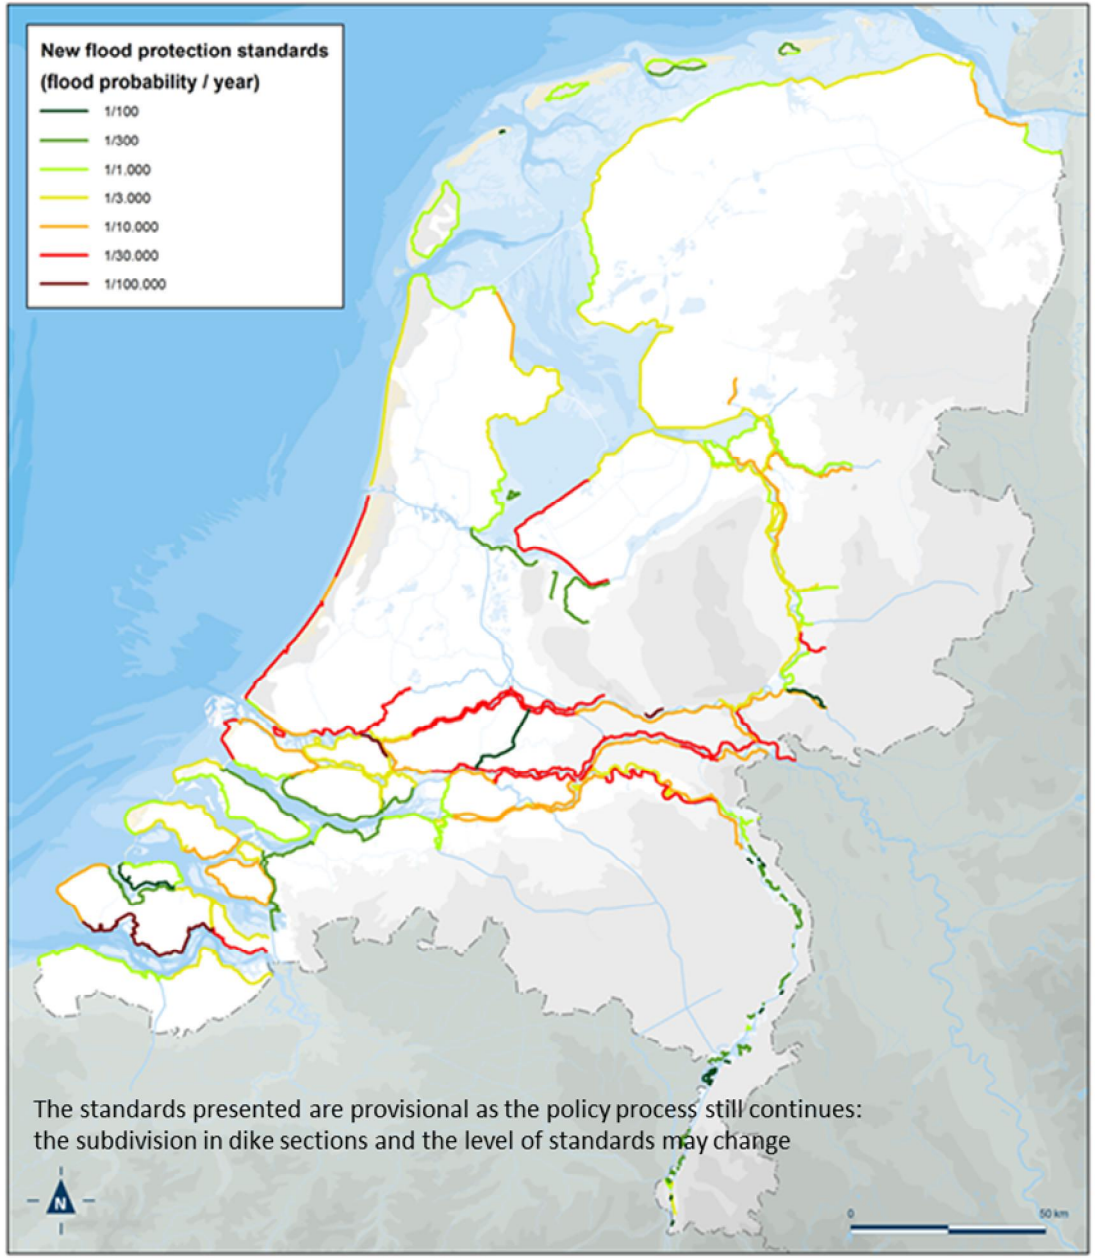 New flood protection standards
(flood probability / year)
1/100
1/300
1/1.000
1/3.000
1/10.000
1/30.000
1/100.000
The standards presented are provisional as the policy process still continues:
the subdivision in dike sections and the level of standards may change
N
0 50 km